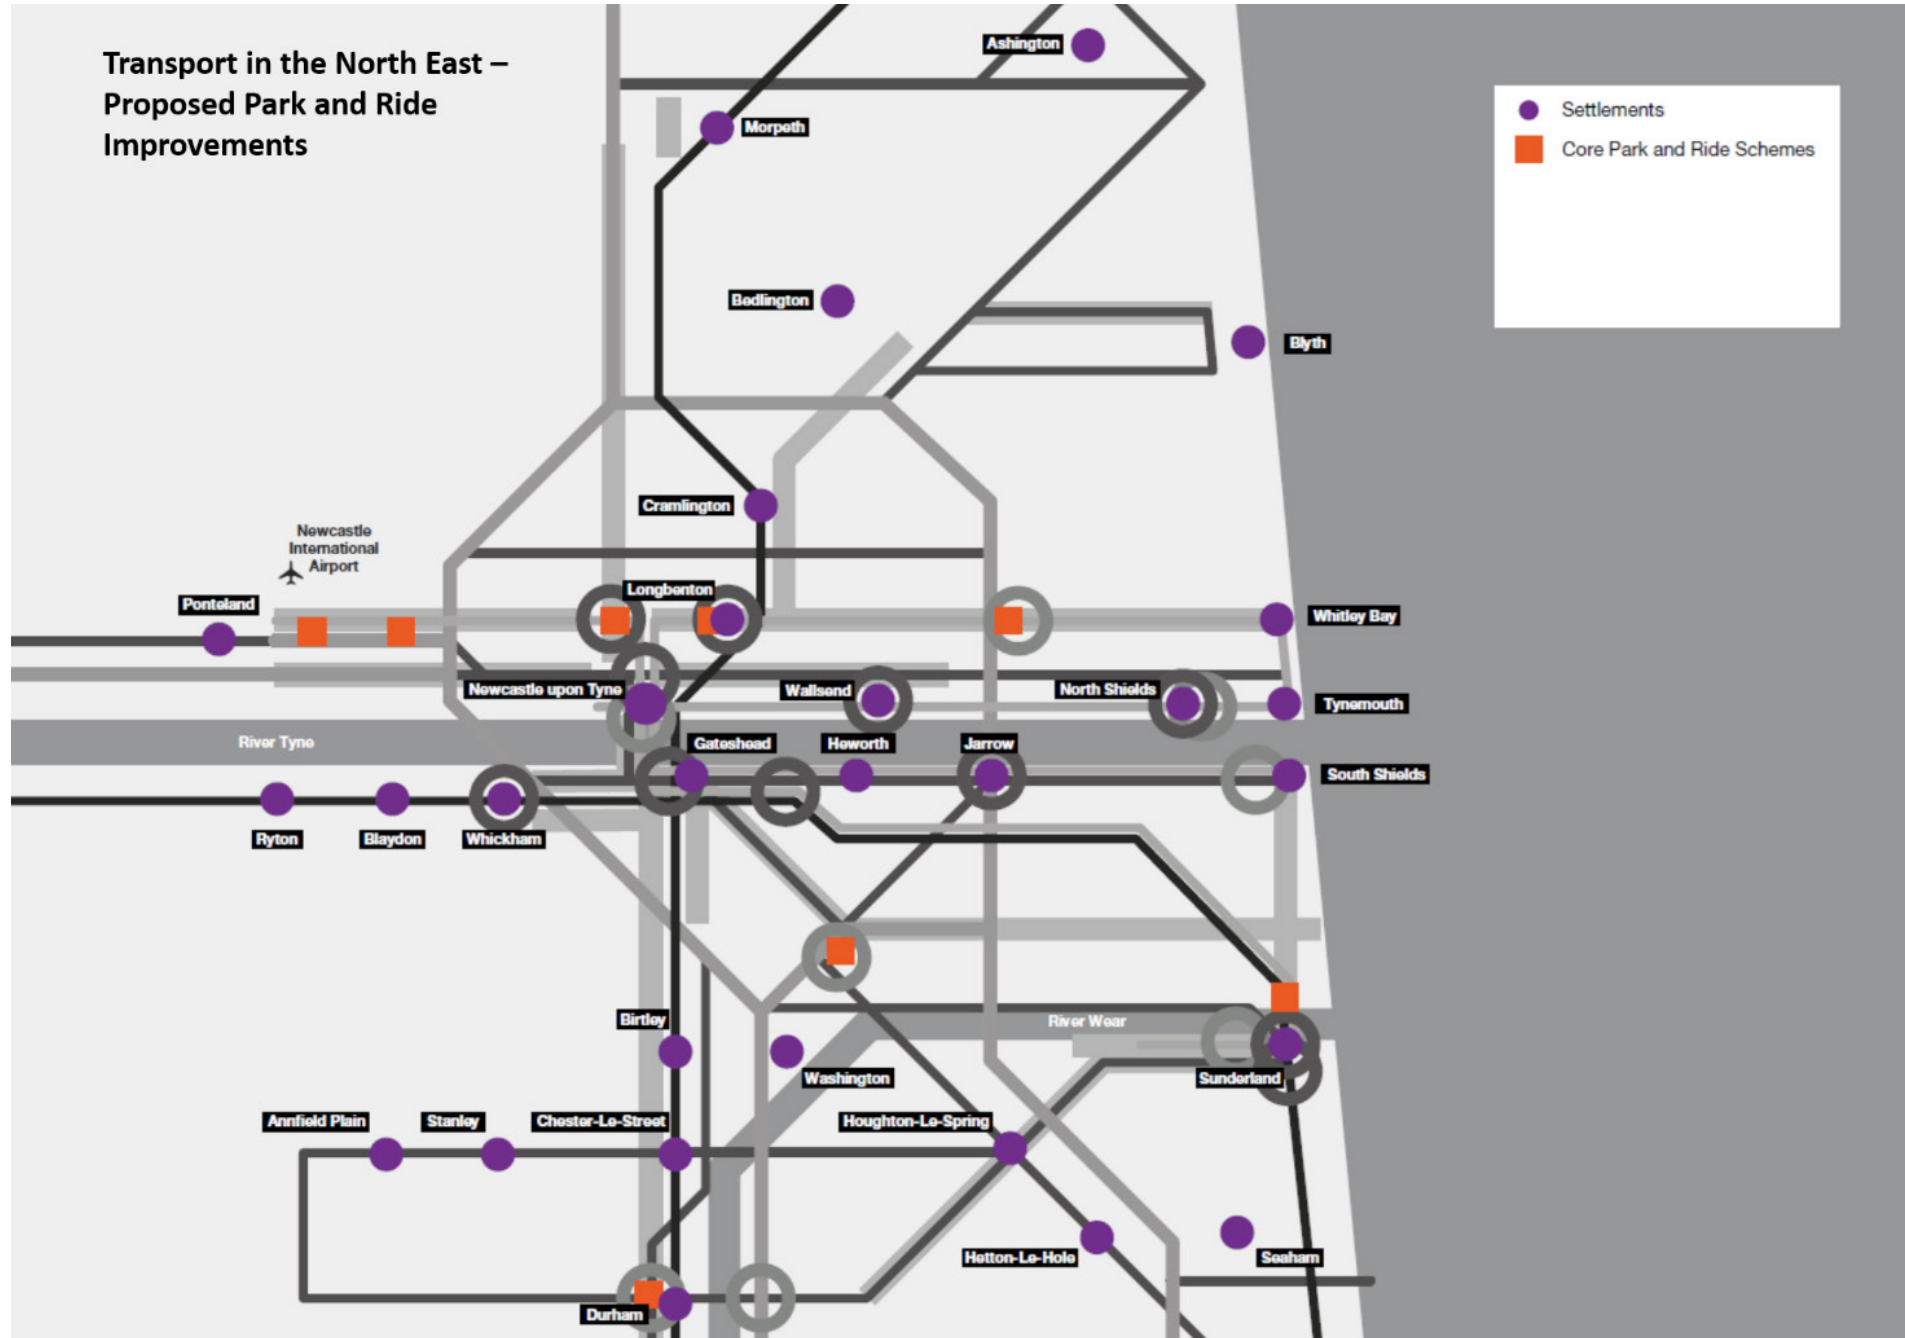 Transport in the North East –
Proposed Park and Ride
Improvements
Settlements
Core Park and Ride Schemes
Ashington
Morpeth
Bedlington
Blyth
Cramlington
Newcastle
International
Airport
Longbenton
Ponteland
Whitley Bay
Newcastle upon Tyne
Wallsend
North Shields
Tynemouth
River Tyne
Gateshead
Heworth
Jarrow
South Shields
Ryton
Blaydon
Whickham
Birtley
River Wear
Washington
Sunderland
Annfield Plain
Stanley
Chester-Le-Street
Houghton-Le-Spring
Hetton-Le-Hole
Seaham
Durham